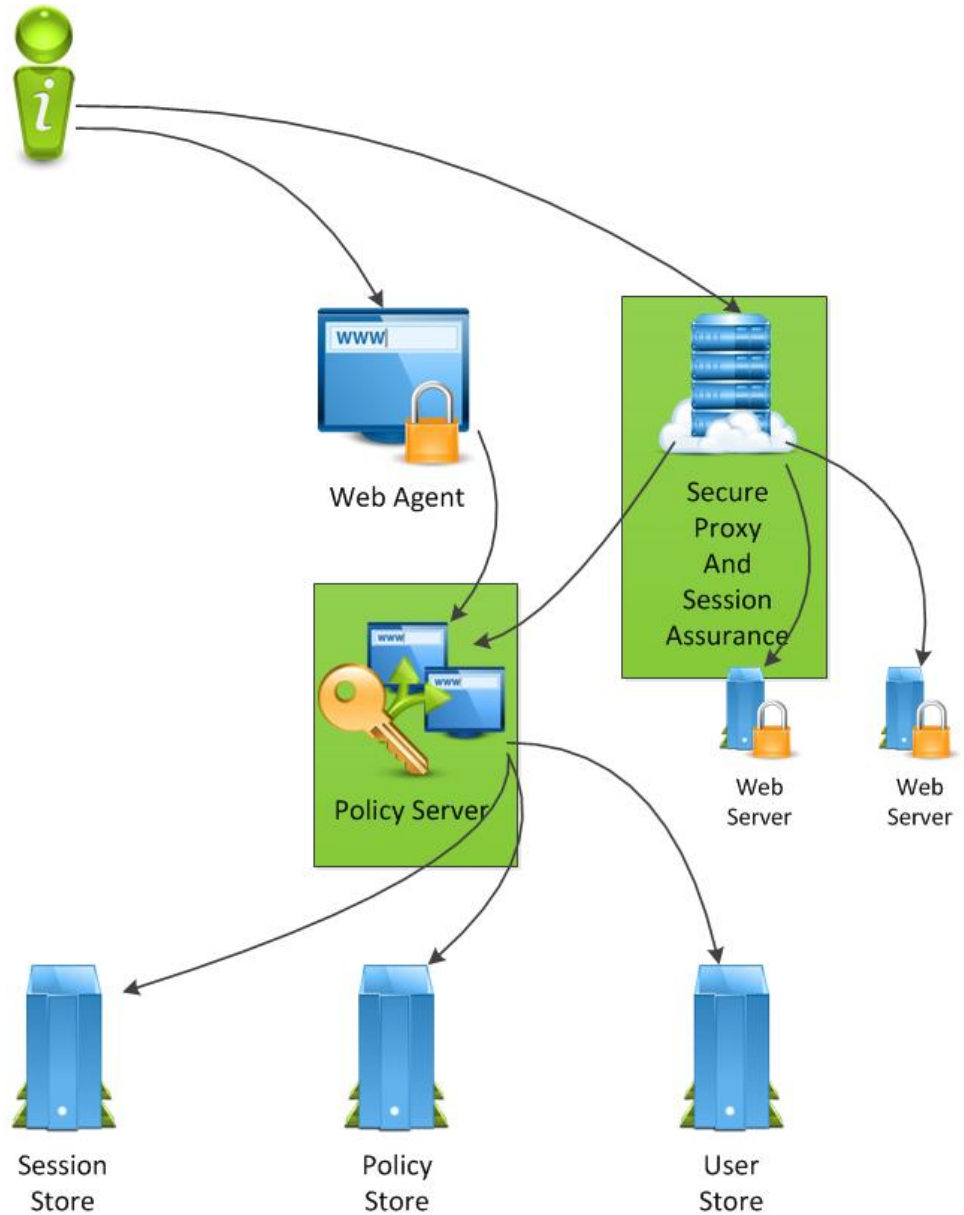 i
www
Web Agent
Secure
Proxy
And
Session
Assurance
www
www
Policy Server
Web
Server
Web
Server
Session
Store
Policy
Store
User
Store